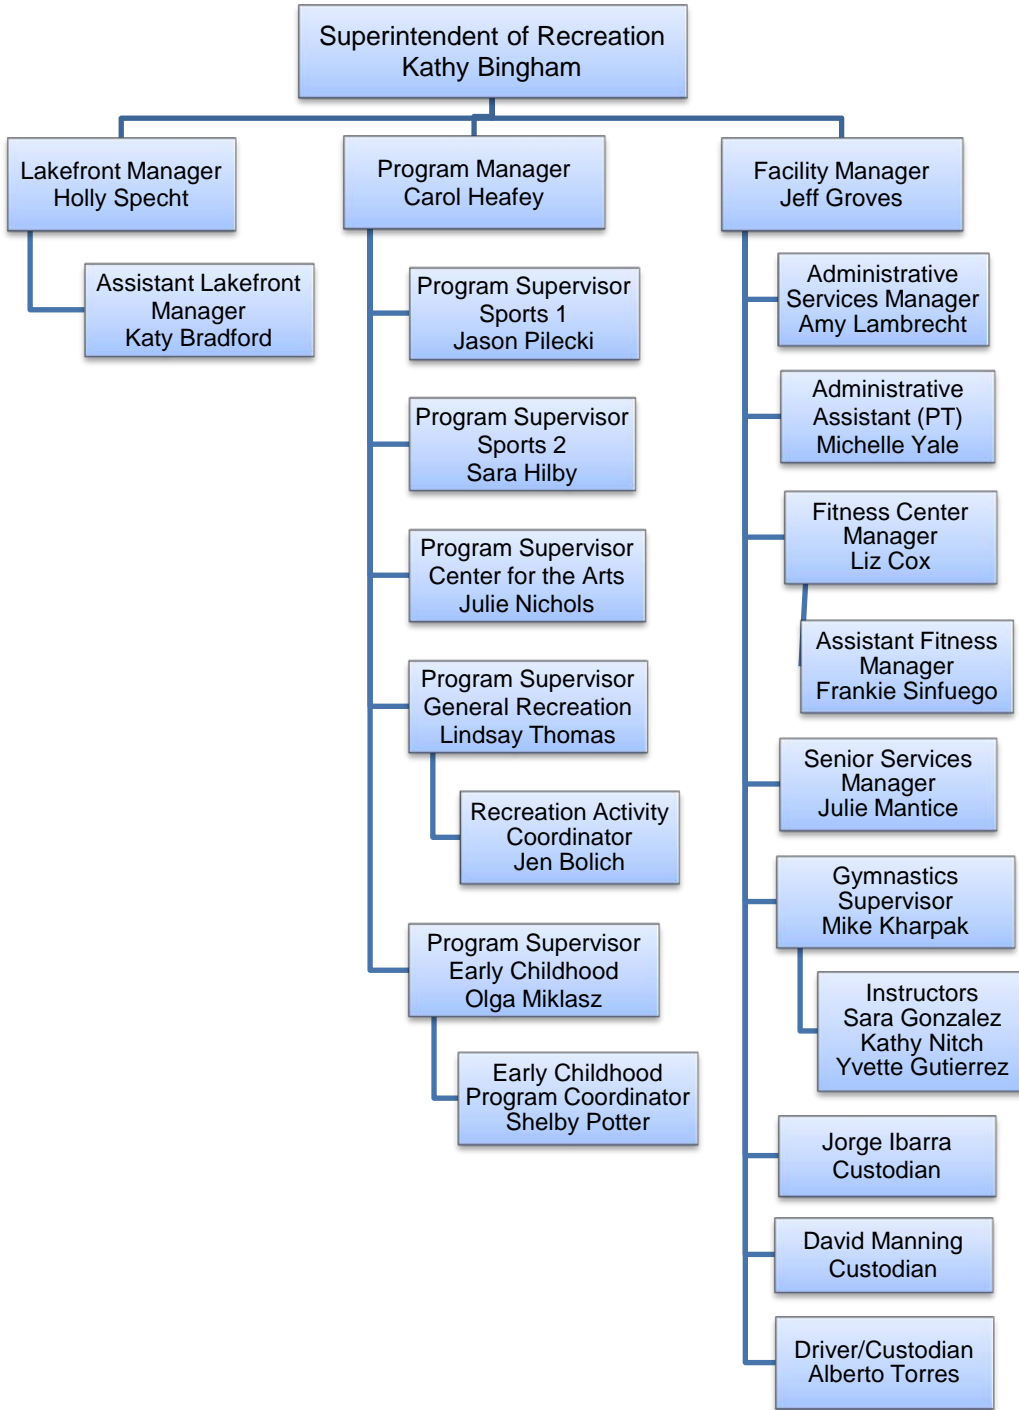 Superintendent of Recreation
Kathy Bingham
Lakefront Manager
Holly Specht
Assistant Lakefront
Manager
Katy Bradford
Program Manager
Carol Heafey
Program Supervisor
Sports 1
Jason Pilecki
Program Supervisor
Sports 2
Sara Hilby
Program Supervisor
Center for the Arts
Julie Nichols
Program Supervisor
General Recreation
Lindsay Thomas
Recreation Activity
Coordinator
Jen Bolich
Program Supervisor
Early Childhood
Olga Miklasz
Early Childhood
Program Coordinator
Shelby Potter
Facility Manager
Jeff Groves
Administrative
Services Manager
Amy Lambrecht
Administrative
Assistant (PT)
Michelle Yale
Fitness Center
Manager
Liz Cox
Assistant Fitness
Manager
Frankie Sinfuego
Senior Services
Manager
Julie Mantice
Gymnastics
Supervisor
Mike Kharpak
Instructors
Sara Gonzalez
Kathy Nitch
Yvette Gutierrez
Jorge Ibarra
Custodian
David Manning
Custodian
Driver/Custodian
Alberto Torres